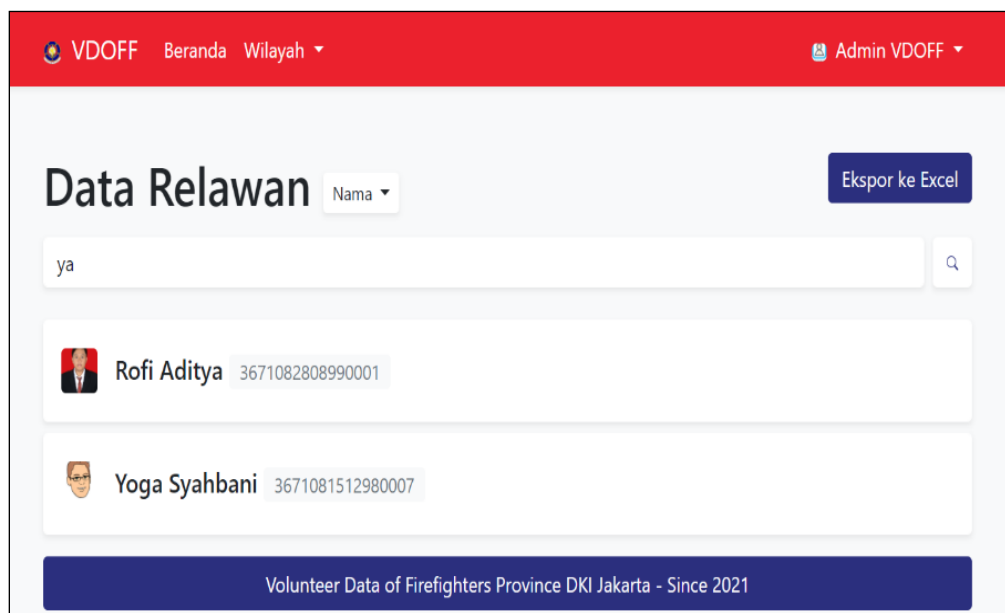 VDOFF Beranda Wilayah Admin VDOFF
Data Relawan Nama Ekspor ke Excel
ya
Rofi Aditya 3671082808990001
Yoga Syahbani 3671081512980007
Volunteer Data of Firefighters Province DKI Jakarta - Since 2021